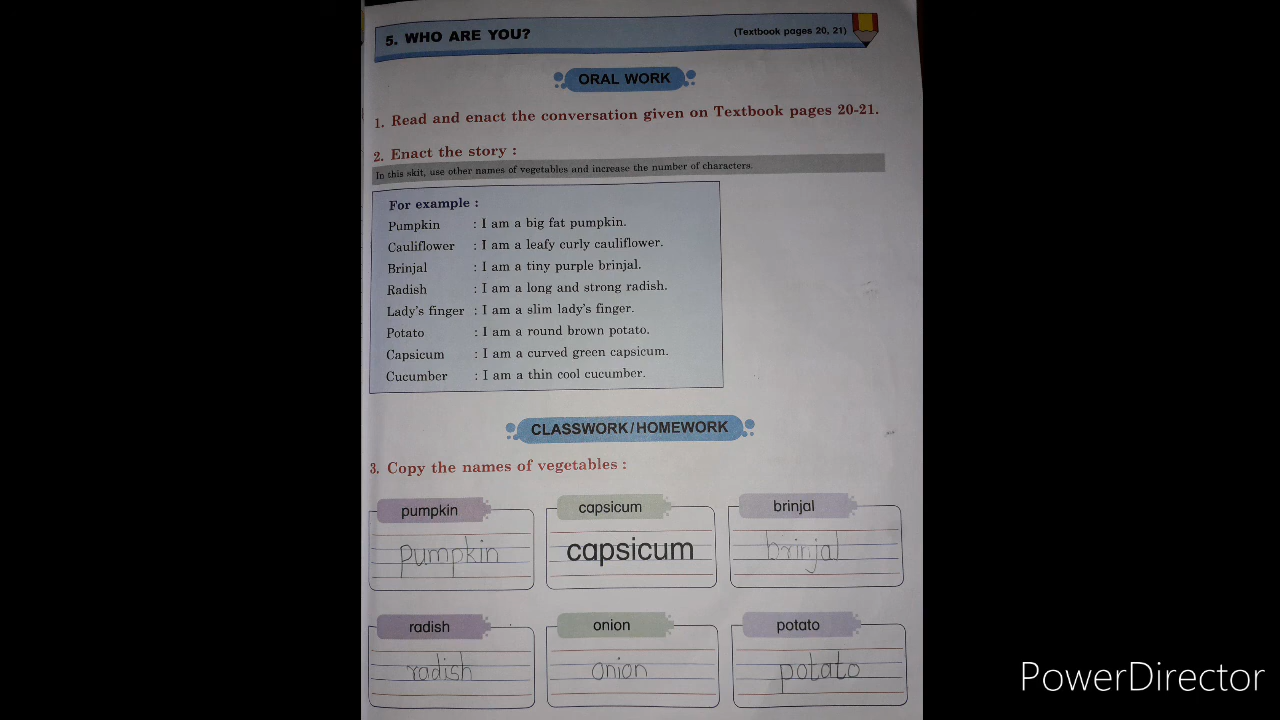 5. WHO ARE YOU?
(Textbook pages 20, 21)
ORAL WORK
1. Read and enact the conversation given on Textbook pages 20-21.
2. Enact the story :
In this skit, use other names of vegetables and increase the number of characters.
For example :
Pumpkin : I am a big fat pumpkin.
Cauliflower : I am a leafy curly cauliflower.
Brinjal : I am a tiny purple brinjal.
Radish : I am a long and strong radish.
Lady's finger : I am a slim lady's finger.
Potato : I am a round brown potato.
Capsicum : I am a curved green capsicum.
Cucumber : I am a thin cool cucumber.
CLASSWORK/HOMEWORK
3. Copy the names of vegetables :
pumpkin capsicum brinjal
pumpkin capsicum brinjal
radish onion potato
radish onion potato
PowerDirector